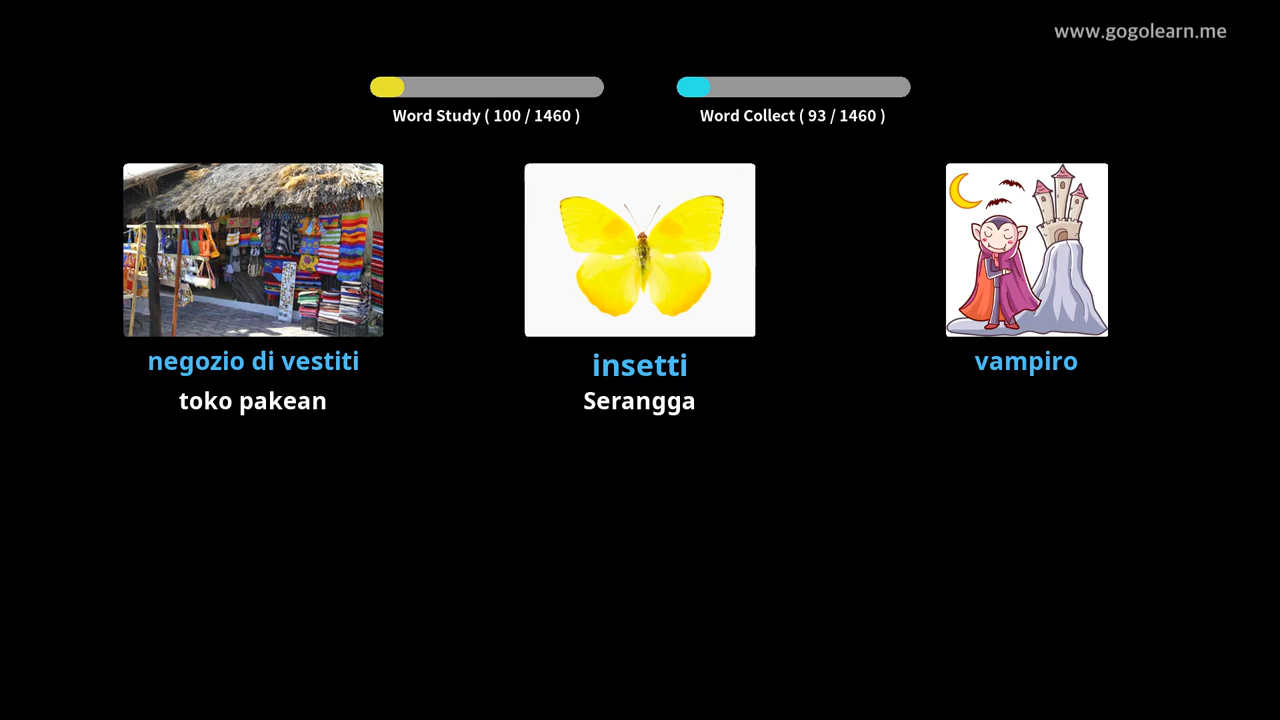 www.gogolearn.me
Word Study ( 100 / 1460 )
Word Collect ( 93 / 1460 )
negozio di vestiti
toko pakean
insetti
Serangga
vampiro